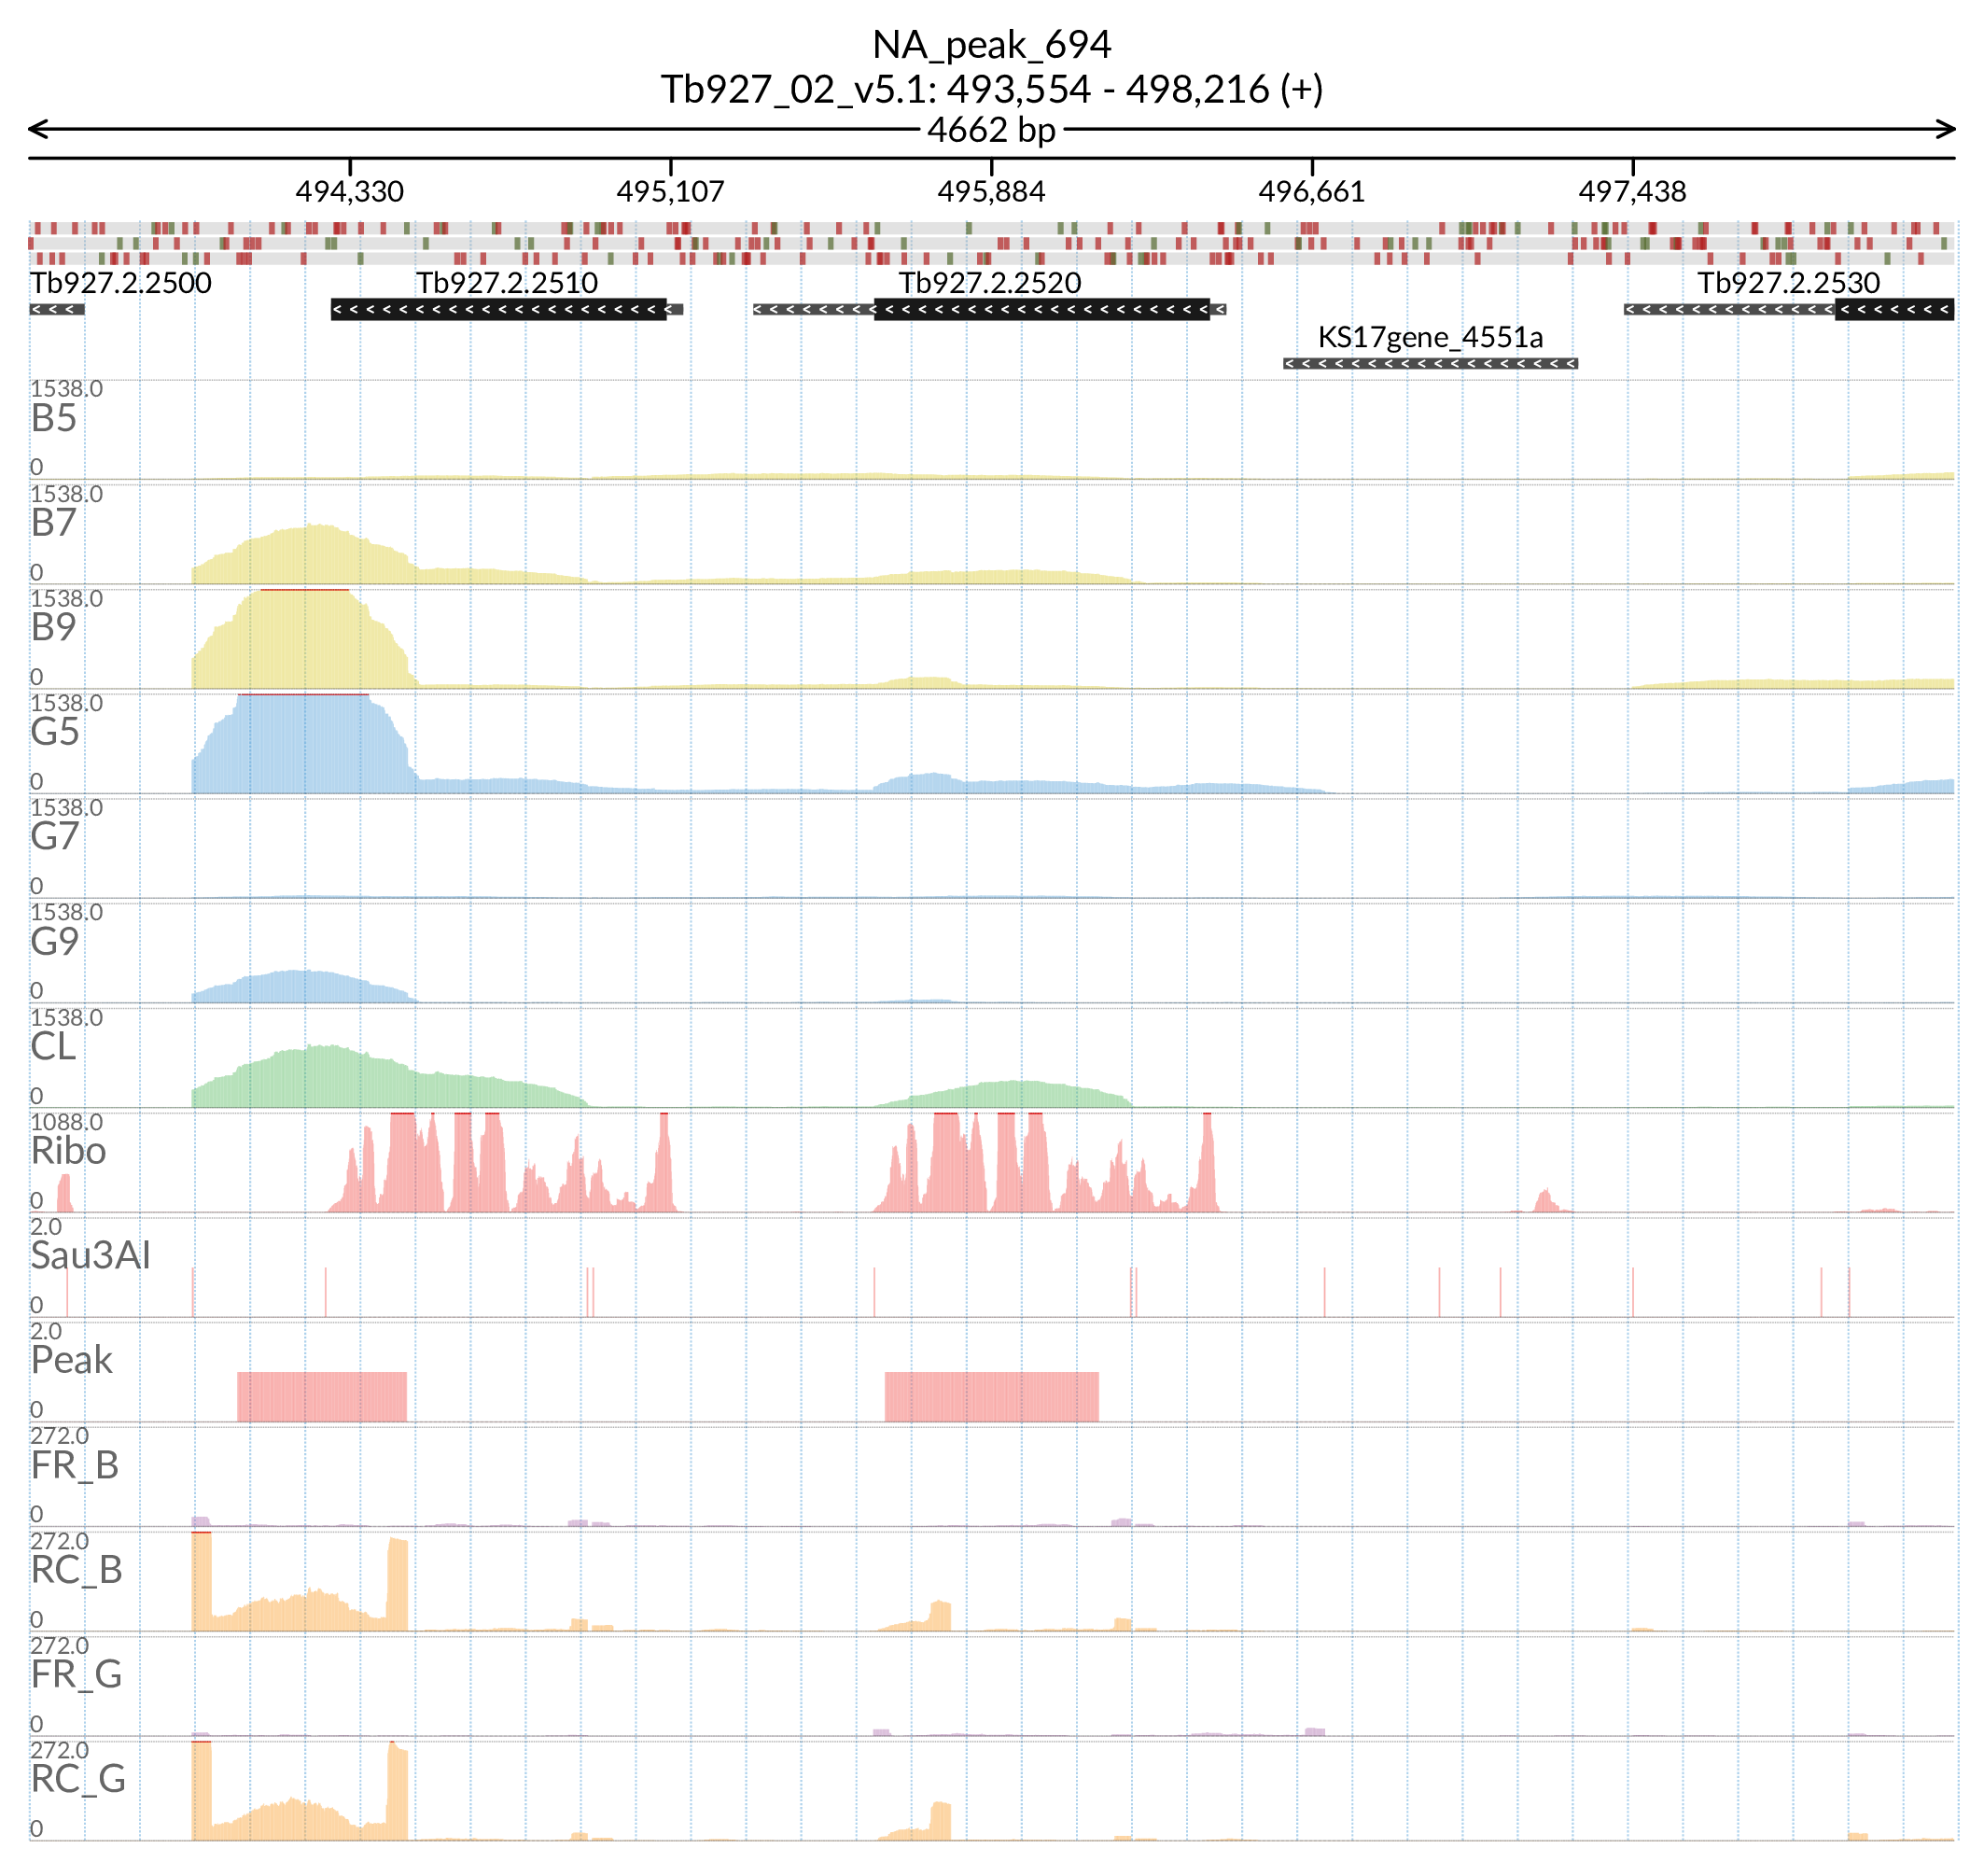 NA_peak_694
Tb927_02_v5.1: 493,554 - 498,216 (+)
4662 bp
494,330 495,107 495,884 496,661 497,438
Tb927.2.2500 Tb927.2.2510 Tb927.2.2520 Tb927.2.2530
KS17gene_4551a
1538.0
B5
0
1538.0
B7
0
1538.0
B9
0
1538.0
G5
0
1538.0
G7
0
1538.0
G9
0
1538.0
CL
0
1088.0
Ribo
0
2.0
Sau3AI
0
2.0
Peak
0
272.0
FR_B
0
272.0
RC_B
0
272.0
FR_G
0
272.0
RC_G
0